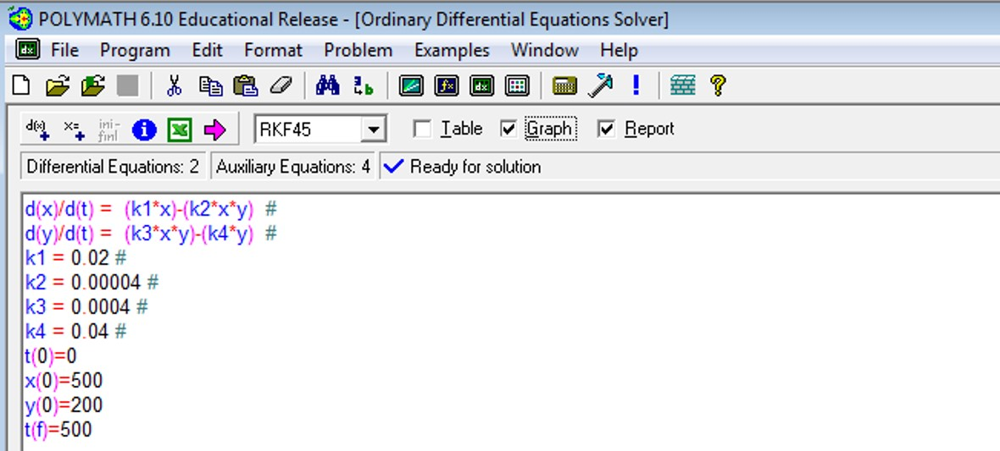 POLYMATH 6.10 Educational Release - [Ordinary Differential Equations Solver]
File Program Edit Format Problem Examples Window Help
d(x) x= ini- finl RKF45 Table Graph Report
Differential Equations: 2 Auxiliary Equations: 4 Ready for solution
d(x)/d(t) = (k1*x)-(k2*x*y) #
d(y)/d(t) = (k3*x*y)-(k4*y) #
k1 = 0.02 #
k2 = 0.00004 #
k3 = 0.0004 #
k4 = 0.04 #
t(0)=0
x(0)=500
y(0)=200
t(f)=500